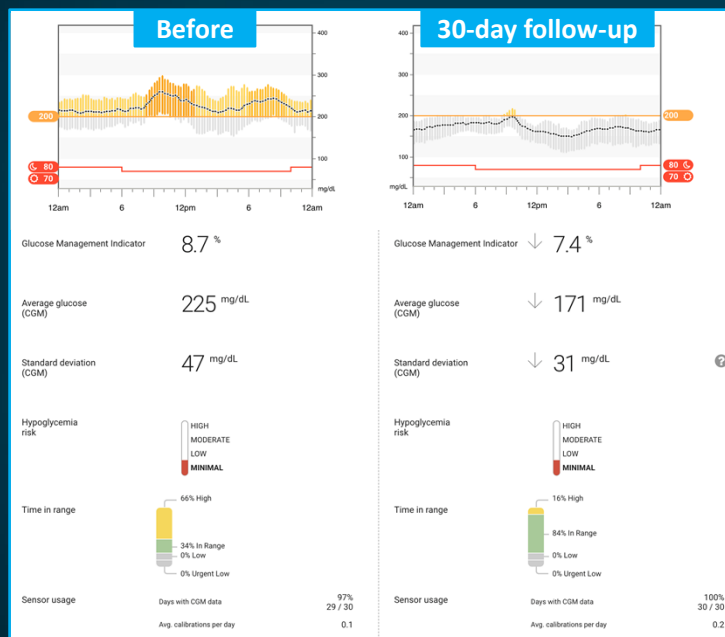 Before
30-day follow-up
400
300
200
100
80
70
mg/dL
12am
6
12pm
6
12am
400
300
200
100
mg/dL
200
80
70
12am
6
12pm
6
12am
Glucose Management Indicator
8.7 %
Glucose Management Indicator
↓ 7.4 %
Average glucose
(CGM)
225 mg/dL
Average glucose
(CGM)
↓ 171 mg/dL
Standard deviation
(CGM)
47 mg/dL
Standard deviation
(CGM)
↓ 31 mg/dL
?
Hypoglycemia
risk
HIGH
MODERATE
LOW
MINIMAL
Hypoglycemia
risk
HIGH
MODERATE
LOW
MINIMAL
Time in range
66% High
34% In Range
0% Low
0% Urgent Low
Time in range
16% High
84% In Range
0% Low
0% Urgent Low
Sensor usage
Days with CGM data
97%
29 / 30
Avg. calibrations per day
0.1
Sensor usage
Days with CGM data
100%
30 / 30
Avg. calibrations per day
0.2